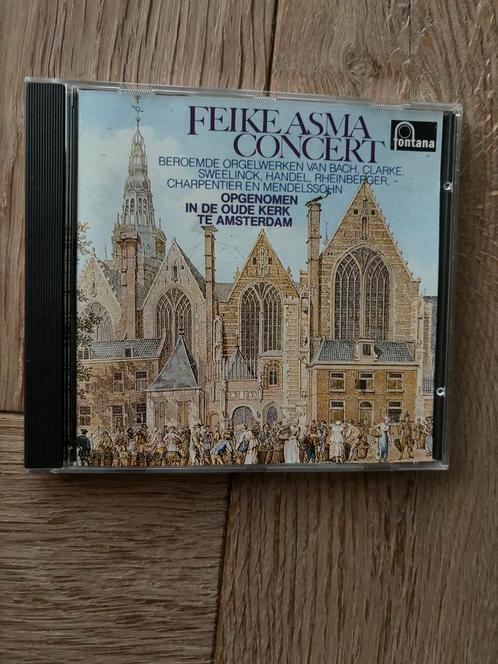 FEIKE ASMA
CONCERT
BEROEMDE ORGELWERKEN VAN BACH, CLARKE,
SWEELINCK, HANDEL, RHEINBERGER,
CHARPENTIER EN MENDELSSOHN
OPGENOMEN
IN DE OUDE KERK
TE AMSTERDAM
fontana